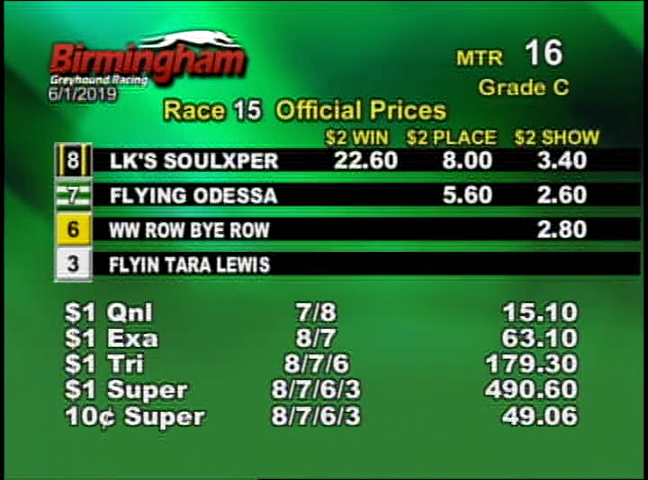 Birmingham
Greyhound Racing
6/1/2019
MTR 16
Grade C
Race 15 Official Prices
$2 WIN $2 PLACE $2 SHOW
8 LK'S SOULXPER 22.60 8.00 3.40
7 FLYING ODESSA 5.60 2.60
6 WW ROW BYE ROW 2.80
3 FLYIN TARA LEWIS
$1 Qnl 7/8 15.10
$1 Exa 8/7 63.10
$1 Tri 8/7/6 179.30
$1 Super 8/7/6/3 490.60
10¢ Super 8/7/6/3 49.06